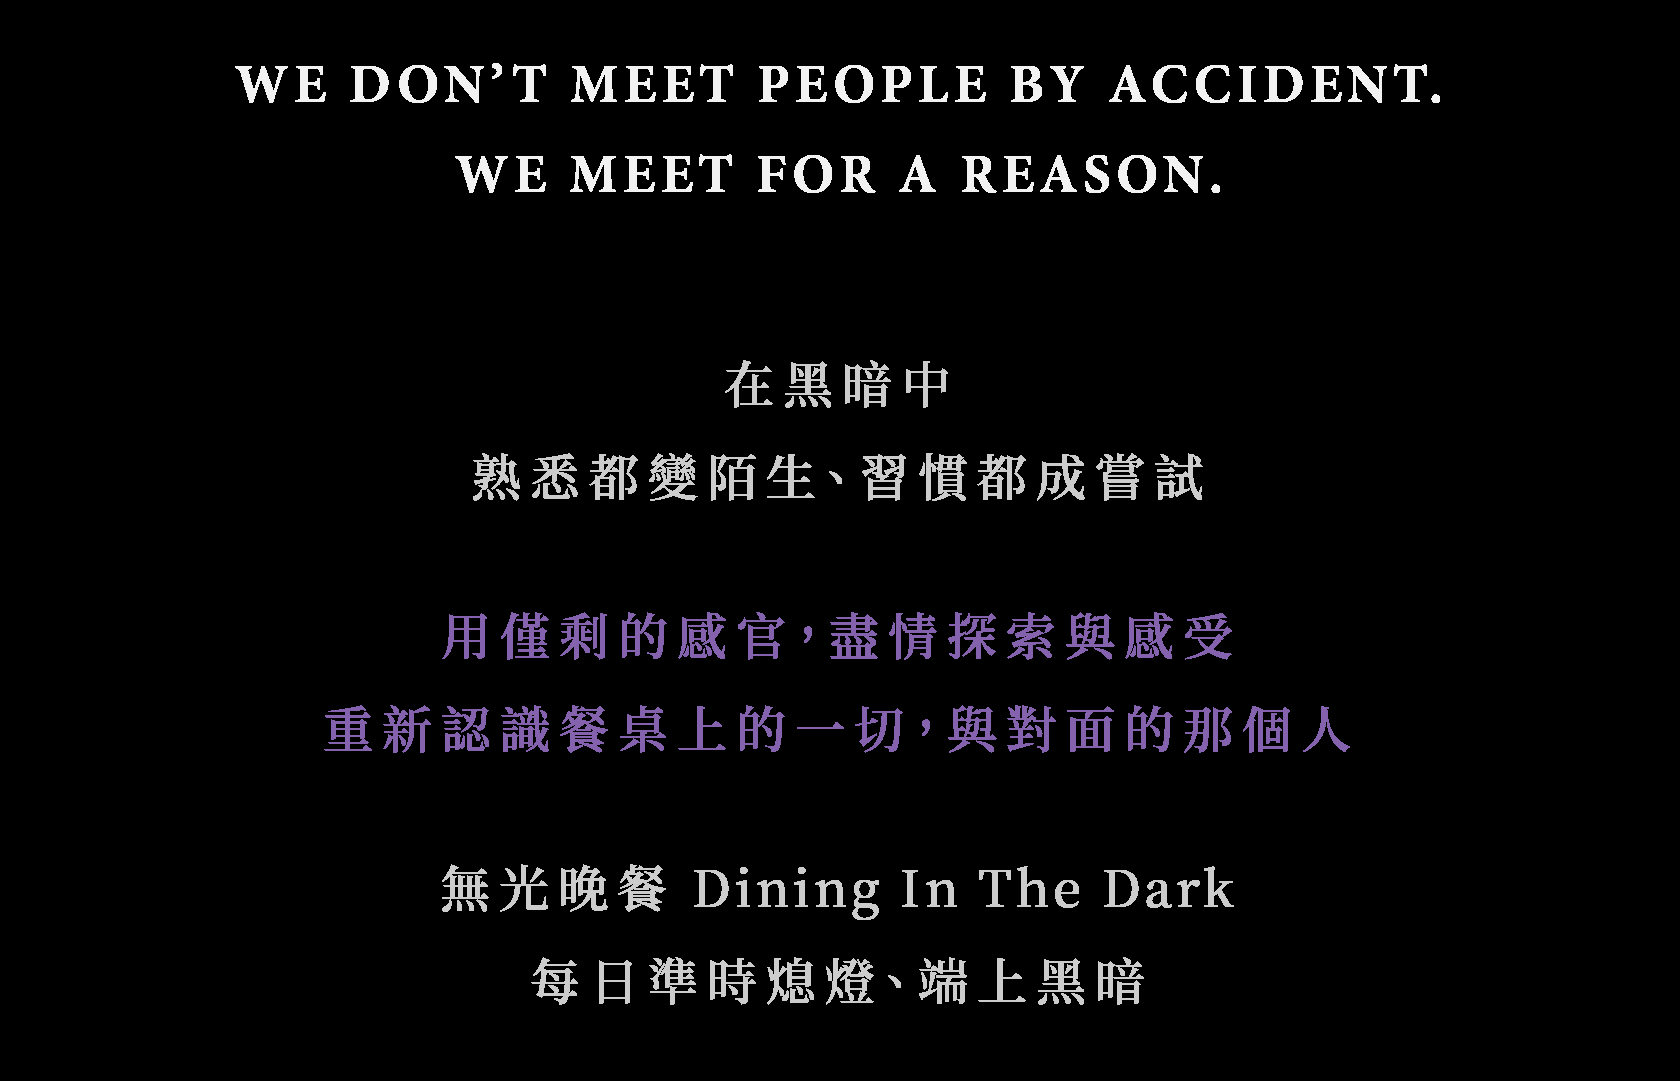 WE DON’T MEET PEOPLE BY ACCIDENT.
WE MEET FOR A REASON.
在黑暗中
熟悉都變陌生、習慣都成嘗試
用僅剩的感官，盡情探索與感受
重新認識餐桌上的一切，與對面的那個人
無光晚餐 Dining In The Dark
每日準時熄燈、端上黑暗